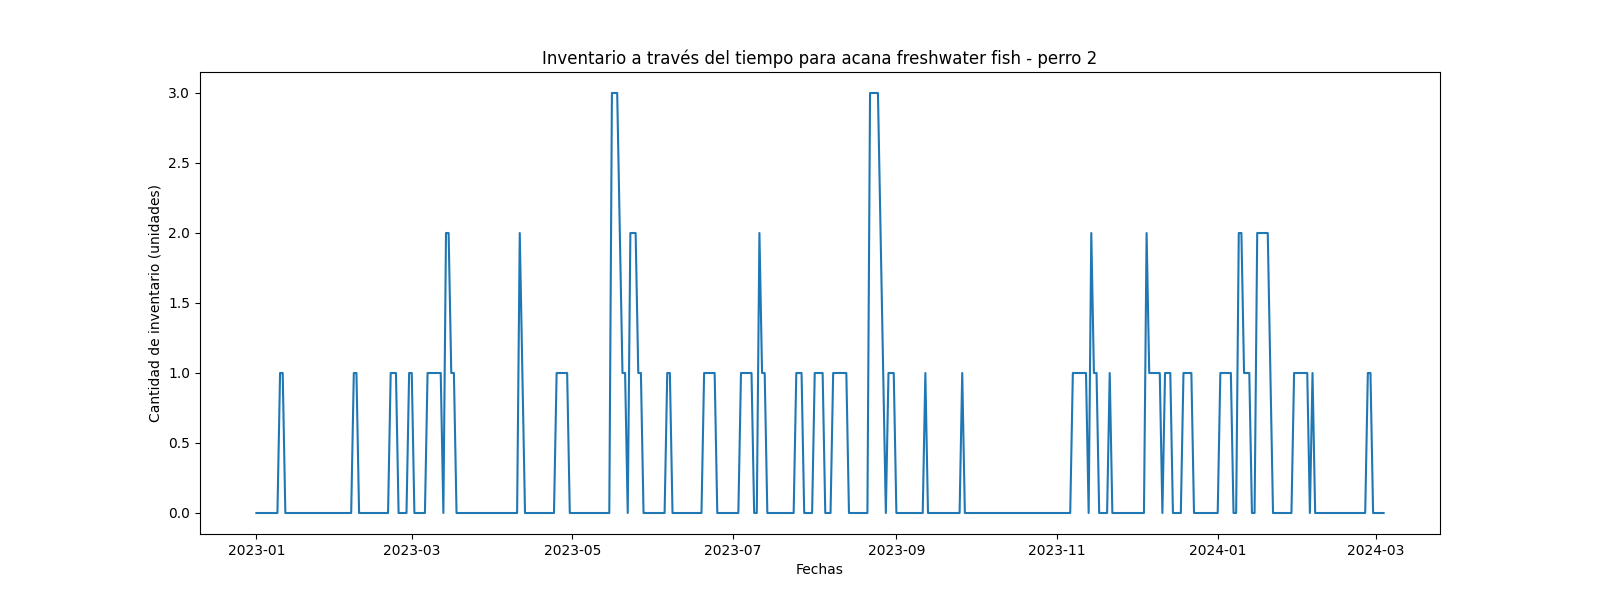 Inventario a través del tiempo para acana freshwater fish - perro 2
Cantidad de inventario (unidades)
3.0
2.5
2.0
1.5
1.0
0.5
0.0
2023-01 2023-03 2023-05 2023-07 2023-09 2023-11 2024-01 2024-03
Fechas